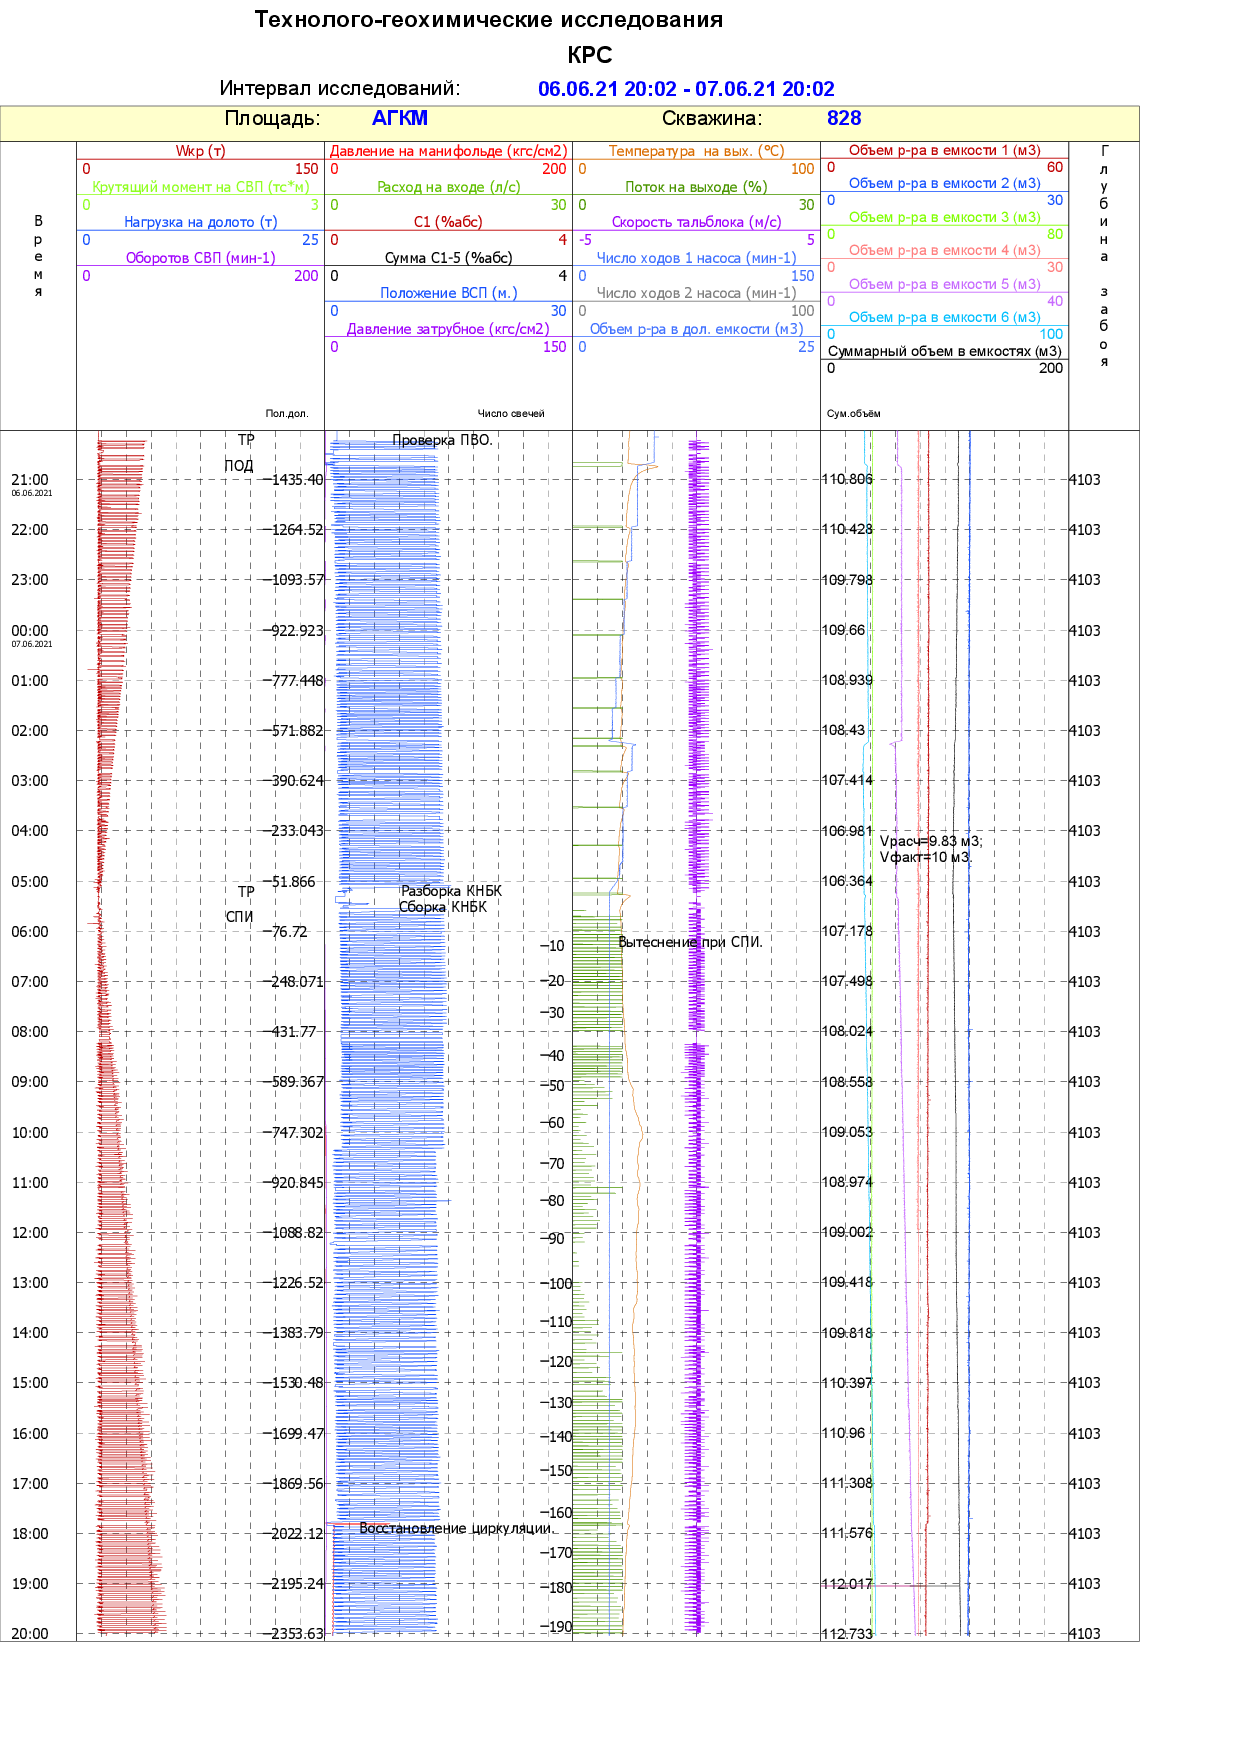 Технолого-геохимические исследования
КРС
Интервал исследований: 06.06.21 20:02 - 07.06.21 20:02
Площадь: АГКМ Скважина: 828
Время
Wкр (т)
0 150
Крутящий момент на СВП (тс*м)
0 3
Нагрузка на долото (т)
0 25
Оборотов СВП (мин-1)
0 200
Пол.дол.
Давление на манифольде (кгс/см2)
0 200
Расход на входе (л/с)
0 30
С1 (%абс)
0 4
Сумма С1-5 (%абс)
0 4
Положение ВСП (м.)
0 30
Давление затрубное (кгс/см2)
0 150
Число свечей
Температура на вых. (°C)
0 100
Поток на выходе (%)
0 30
Скорость тальблока (м/с)
-5 5
Число ходов 1 насоса (мин-1)
0 150
Число ходов 2 насоса (мин-1)
0 100
Объем р-ра в дол. емкости (м3)
0 25
Объем р-ра в емкости 1 (м3)
0 60
Объем р-ра в емкости 2 (м3)
0 30
Объем р-ра в емкости 3 (м3)
0 80
Объем р-ра в емкости 4 (м3)
0 30
Объем р-ра в емкости 5 (м3)
0 40
Объем р-ра в емкости 6 (м3)
0 100
Суммарный объем в емкостях (м3)
0 200
Сум.объём
Глубина забоя
ТР Проверка ПВО.
ПОД
21:00 1435.40 110.806 4103
06.06.2021
22:00 1264.52 110.428 4103
23:00 1093.57 109.798 4103
00:00 922.923 109.66 4103
07.06.2021
01:00 777.448 108.939 4103
02:00 571.882 108.43 4103
03:00 390.624 107.414 4103
04:00 233.043 106.981 4103
Vрасч=9.83 м3;
Vфакт=10 м3.
05:00 51.866 106.364 4103
ТР Разборка КНБК
Сборка КНБК
СПИ
06:00 76.72 107.178 4103
10 Вытеснение при СПИ.
07:00 248.071 20 107.498 4103
30
08:00 431.77 108.024 4103
40
09:00 589.367 50 108.558 4103
60
10:00 747.302 109.053 4103
70
11:00 920.845 108.974 4103
80
12:00 1088.82 90 109.002 4103
13:00 1226.52 100 109.418 4103
110
14:00 1383.79 109.818 4103
120
15:00 1530.48 110.397 4103
130
16:00 1699.47 140 110.96 4103
150
17:00 1869.56 111.308 4103
160
Восстановление циркуляции.
18:00 2022.12 111.576 4103
170
19:00 2195.24 180 112.017 4103
190
20:00 2353.63 112.733 4103